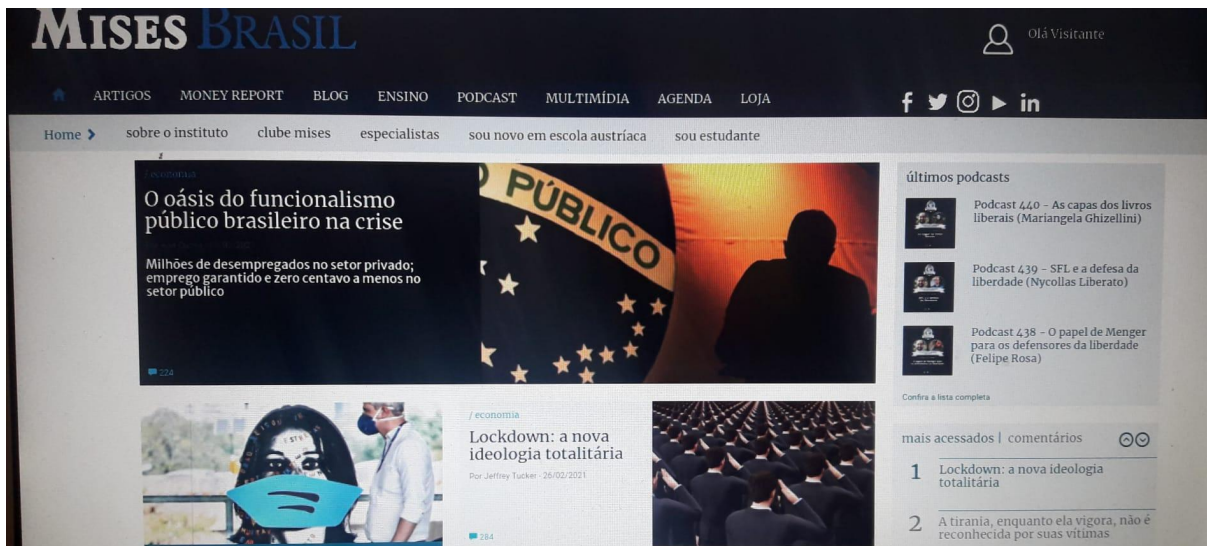 MISES BRASIL
Olá Visitante
ARTIGOS MONEY REPORT BLOG ENSINO PODCAST MULTIMÍDIA AGENDA LOJA
Home sobre o instituto clube mises especialistas sou novo em escola austríaca sou estudante
/ economia
O oásis do funcionalismo
público brasileiro na crise
Milhões de desempregados no setor privado;
emprego garantido e zero centavo a menos no
setor público
224
PÚBLICO
últimos podcasts
Podcast 440 - As capas dos livros
liberais (Mariangela Ghizellini)
Podcast 439 - SFL e a defesa da
liberdade (Nycollas Liberato)
Podcast 438 - O papel de Menger
para os defensores da liberdade
(Felipe Rosa)
Confira a lista completa
/ economia
Lockdown: a nova
ideologia totalitária
Por Jeffrey Tucker - 26/02/2021
284
mais acessados | comentários
1 Lockdown: a nova ideologia
totalitária
2 A tirania, enquanto ela vigora, não é
reconhecida por suas vítimas